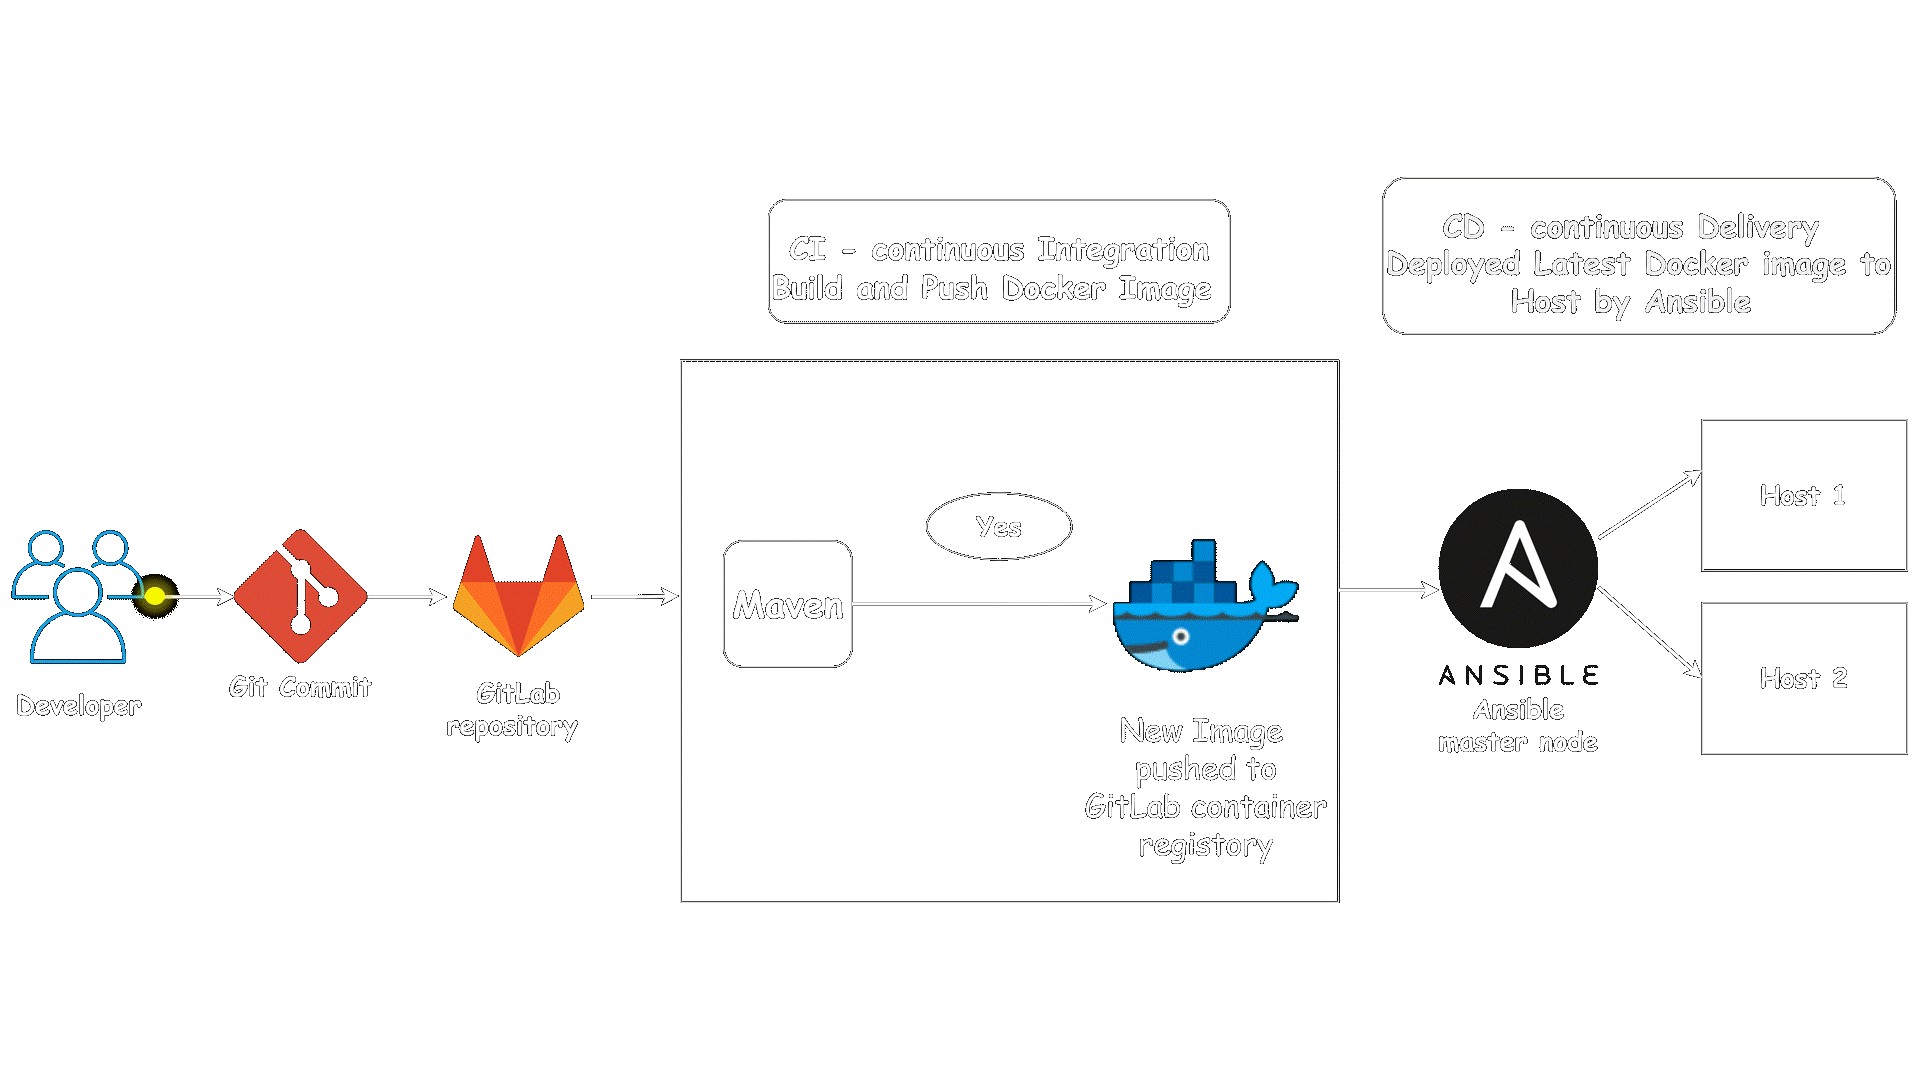 CI - continuous Integration
Build and Push Docker Image
CD - continuous Delivery
Deployed Latest Docker image to
Host by Ansible
Developer
Git Commit
GitLab
repository
Maven
Yes
New Image
pushed to
GitLab container
registory
ANSIBLE
Ansible
master node
Host 1
Host 2